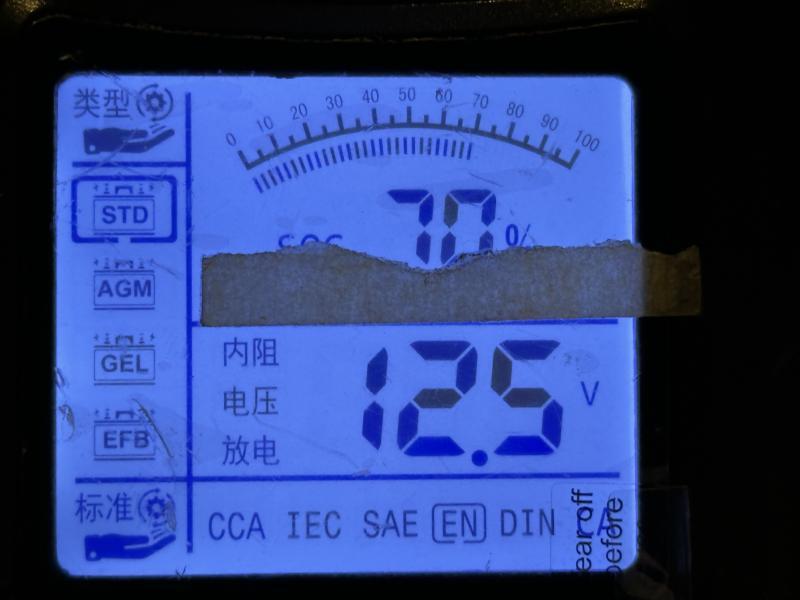 类型
0 10 20 30 40 50 60 70 80 90 100
STD
70 %
AGM
GEL
EFB
内阻
电压
放电
12.5 V
标准
CCA IEC SAE EN DIN CA
ear off
before